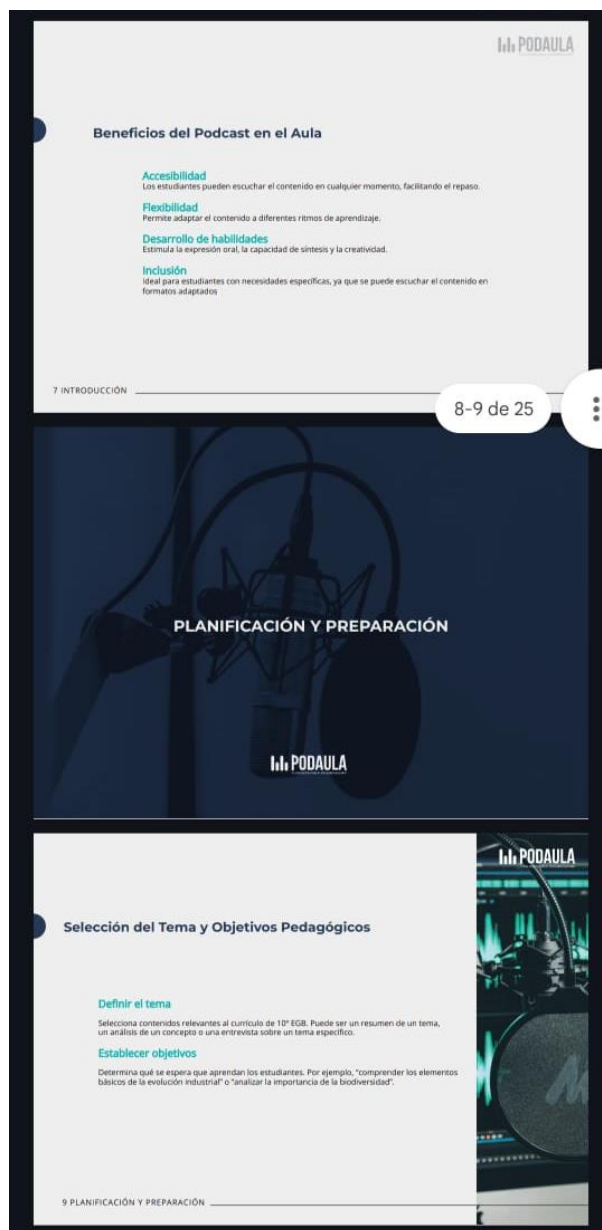 PODAULA
Beneficios del Podcast en el Aula
Accesibilidad
Los estudiantes pueden escuchar el contenido en cualquier momento, facilitando el repaso.
Flexibilidad
Permite adaptar el contenido a diferentes ritmos de aprendizaje.
Desarrollo de habilidades
Estimula la expresión oral, la capacidad de síntesis y la creatividad.
Inclusión
Ideal para estudiantes con necesidades específicas, ya que se puede escuchar el contenido en
formatos adaptados
7 INTRODUCCIÓN
8-9 de 25
PLANIFICACIÓN Y PREPARACIÓN
PODAULA
PODAULA
Selección del Tema y Objetivos Pedagógicos
Definir el tema
Selecciona contenidos relevantes al currículo de 10° EGB. Puede ser un resumen de un tema,
un análisis de un concepto o una entrevista sobre un tema específico.
Establecer objetivos
Determina qué se espera que aprendan los estudiantes. Por ejemplo, "comprender los elementos
básicos de la evolución industrial" o "analizar la importancia de la biodiversidad".
9 PLANIFICACIÓN Y PREPARACIÓN